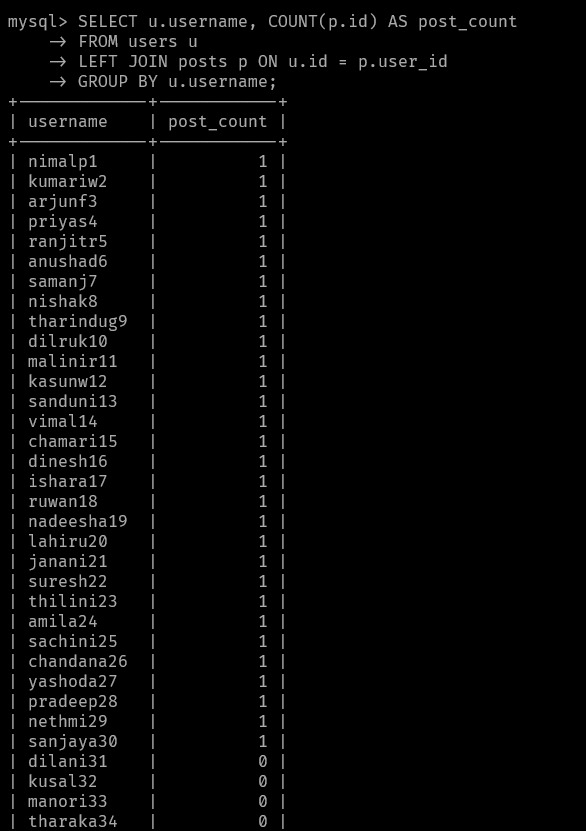 mysql> SELECT u.username, COUNT(p.id) AS post_count
    -> FROM users u
    -> LEFT JOIN posts p ON u.id = p.user_id
    -> GROUP BY u.username;
+-------------+------------+
| username    | post_count |
+-------------+------------+
| nimalp1     |          1 |
| kumariw2    |          1 |
| arjunf3     |          1 |
| priyas4     |          1 |
| ranjitr5    |          1 |
| anushad6    |          1 |
| samanj7     |          1 |
| nishak8     |          1 |
| tharindug9  |          1 |
| dilruk10    |          1 |
| malinir11   |          1 |
| kasunw12    |          1 |
| sanduni13   |          1 |
| vimal14     |          1 |
| chamari15   |          1 |
| dinesh16    |          1 |
| ishara17    |          1 |
| ruwan18     |          1 |
| nadeesha19  |          1 |
| lahiru20    |          1 |
| janani21    |          1 |
| suresh22    |          1 |
| thilini23   |          1 |
| amila24     |          1 |
| sachini25   |          1 |
| chandana26  |          1 |
| yashoda27   |          1 |
| pradeep28   |          1 |
| nethmi29    |          1 |
| sanjaya30   |          1 |
| dilani31    |          0 |
| kusal32     |          0 |
| manori33    |          0 |
| tharaka34   |          0 |